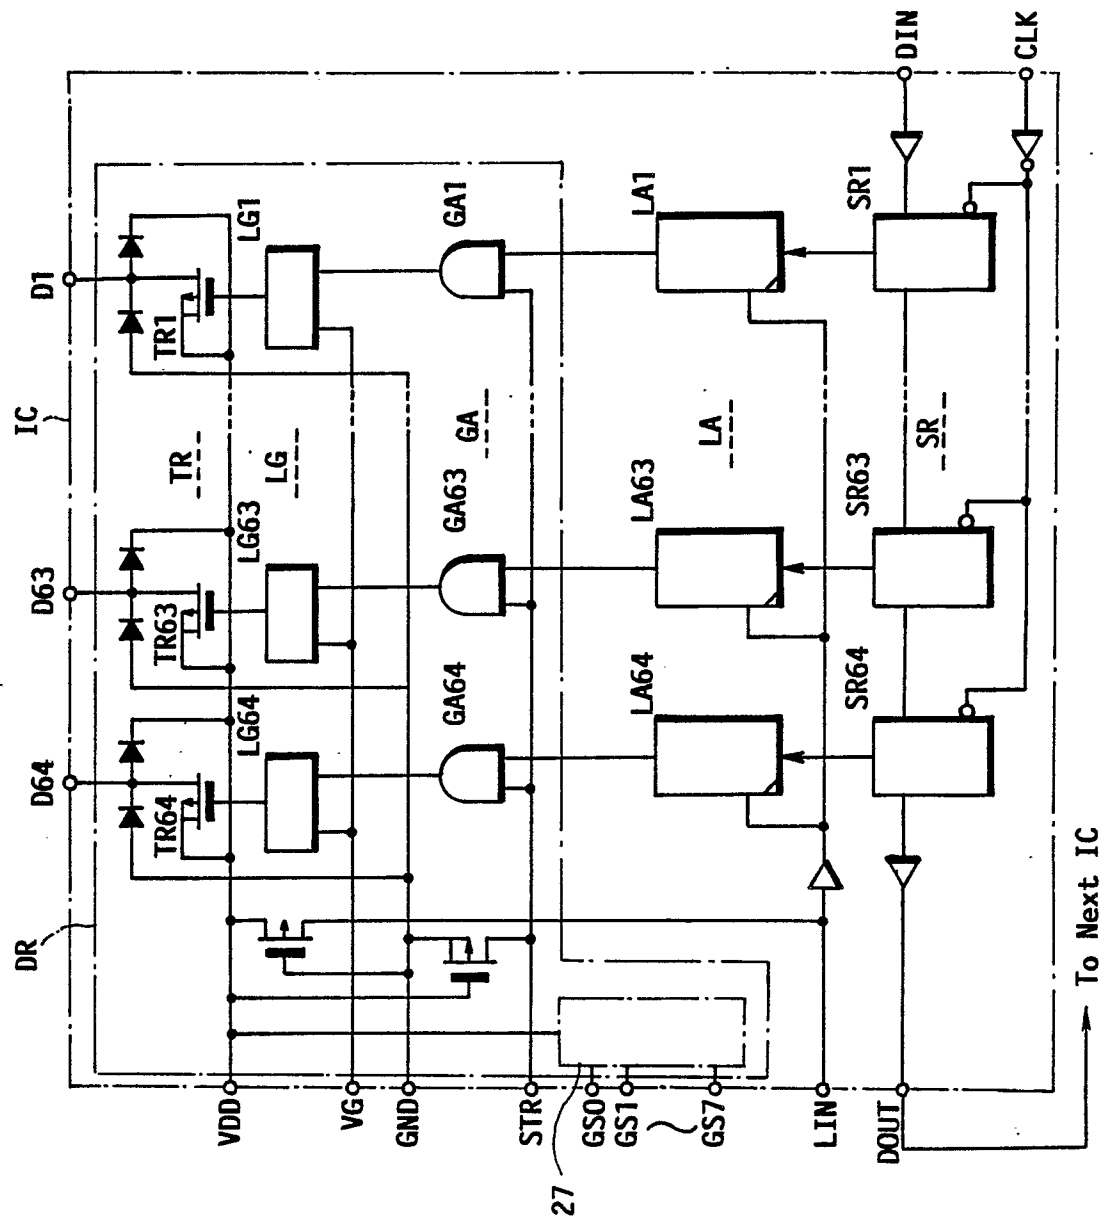 DR
IC
D64
D63
D1
TR64
TR63
TR1
TR
LG64
LG63
LG1
LG
GA64
GA63
GA1
GA
LA64
LA63
LA1
LA
SR64
SR63
SR1
SR
VDD
VG
GND
STR
GS0
GS1
~
GS7
LIN
DOUT
DIN
CLK
27
To Next IC